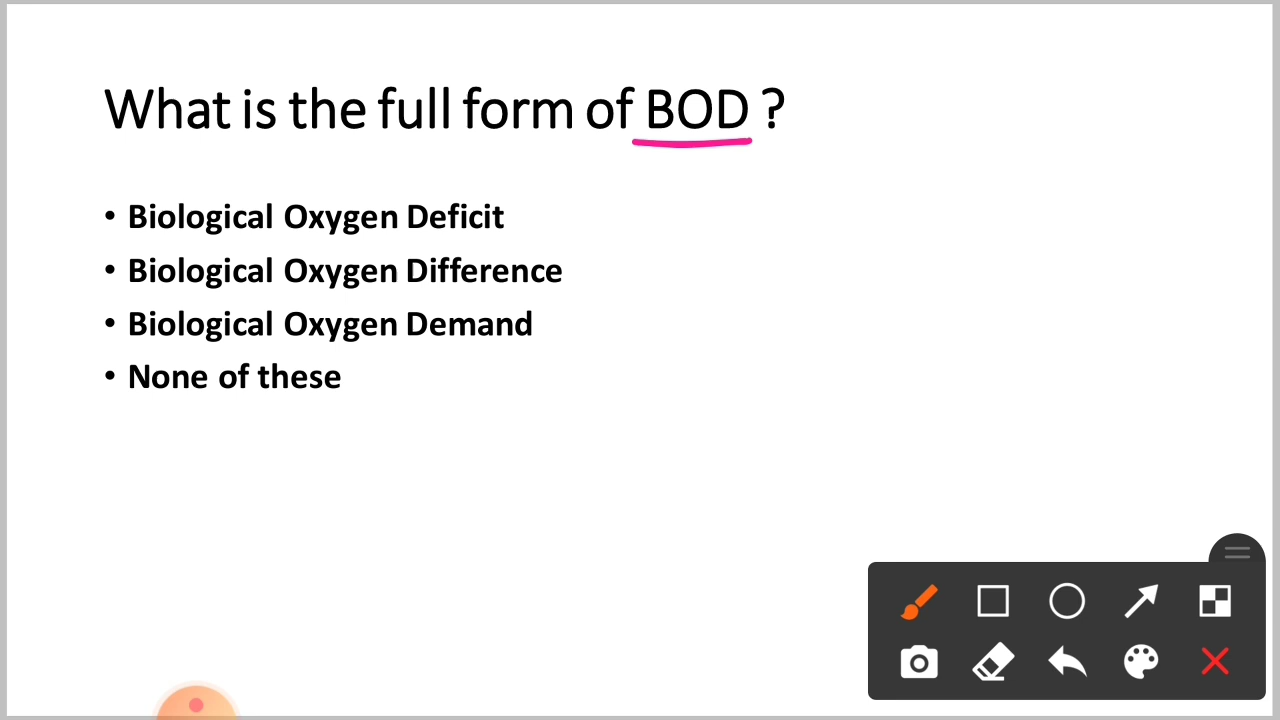 What is the full form of BOD ?
• Biological Oxygen Deficit
• Biological Oxygen Difference
• Biological Oxygen Demand
• None of these